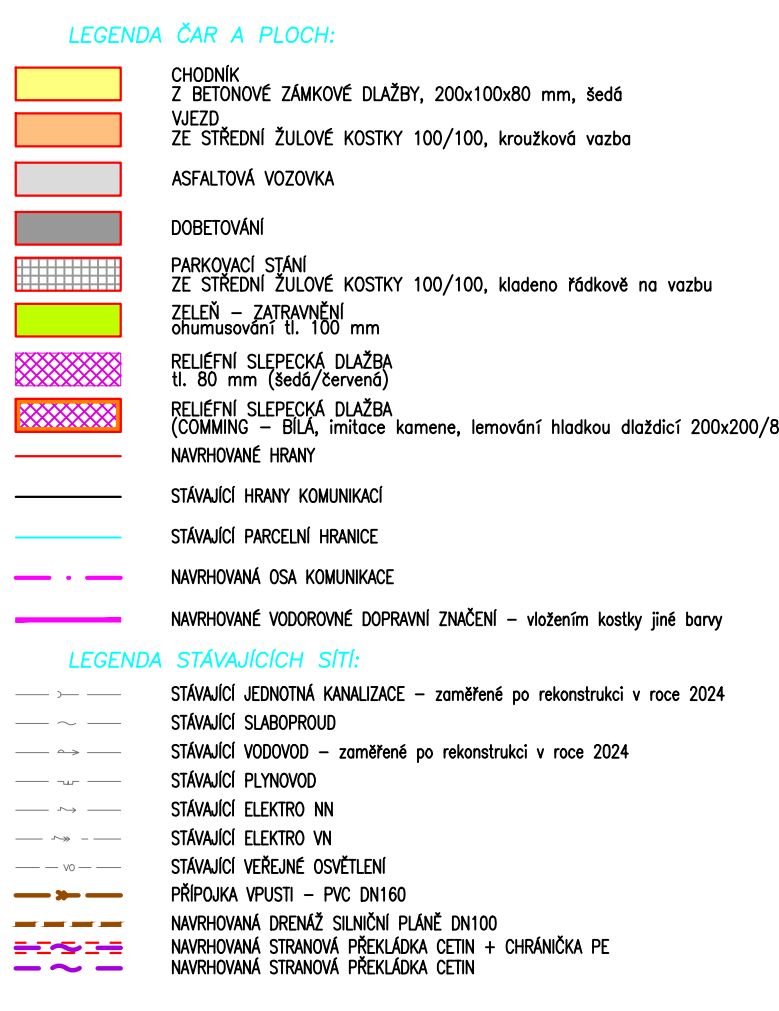 LEGENDA ČAR A PLOCH:
CHODNÍK
Z BETONOVÉ ZÁMKOVÉ DLAŽBY, 200x100x80 mm, šedá
VJEZD
ZE STŘEDNÍ ŽULOVÉ KOSTKY 100/100, kroužková vazba
ASFALTOVÁ VOZOVKA
DOBETOVÁNÍ
PARKOVACÍ STÁNÍ
ZE STŘEDNÍ ŽULOVÉ KOSTKY 100/100, kladeno řádkově na vazbu
ZELEŇ – ZATRAVNĚNÍ
ohumusování tl. 100 mm
RELIÉFNÍ SLEPECKÁ DLAŽBA
tl. 80 mm (šedá/červená)
RELIÉFNÍ SLEPECKÁ DLAŽBA
(COMMING – BÍLÁ, imitace kamene, lemování hladkou dlaždicí 200x200/8
NAVRHOVANÉ HRANY
STÁVAJÍCÍ HRANY KOMUNIKACÍ
STÁVAJÍCÍ PARCELNÍ HRANICE
NAVRHOVANÁ OSA KOMUNIKACE
NAVRHOVANÉ VODOROVNÉ DOPRAVNÍ ZNAČENÍ – vložením kostky jiné barvy
LEGENDA STÁVAJÍCÍCH SÍTÍ:
STÁVAJÍCÍ JEDNOTNÁ KANALIZACE – zaměřené po rekonstrukci v roce 2024
STÁVAJÍCÍ SLABOPROUD
STÁVAJÍCÍ VODOVOD – zaměřené po rekonstrukci v roce 2024
STÁVAJÍCÍ PLYNOVOD
STÁVAJÍCÍ ELEKTRO NN
STÁVAJÍCÍ ELEKTRO VN
VO STÁVAJÍCÍ VEŘEJNÉ OSVĚTLENÍ
PŘÍPOJKA VPUSTI – PVC DN160
NAVRHOVANÁ DRENÁŽ SILNIČNÍ PLÁNĚ DN100
NAVRHOVANÁ STRANOVÁ PŘEKLÁDKA CETIN + CHRÁNIČKA PE
NAVRHOVANÁ STRANOVÁ PŘEKLÁDKA CETIN